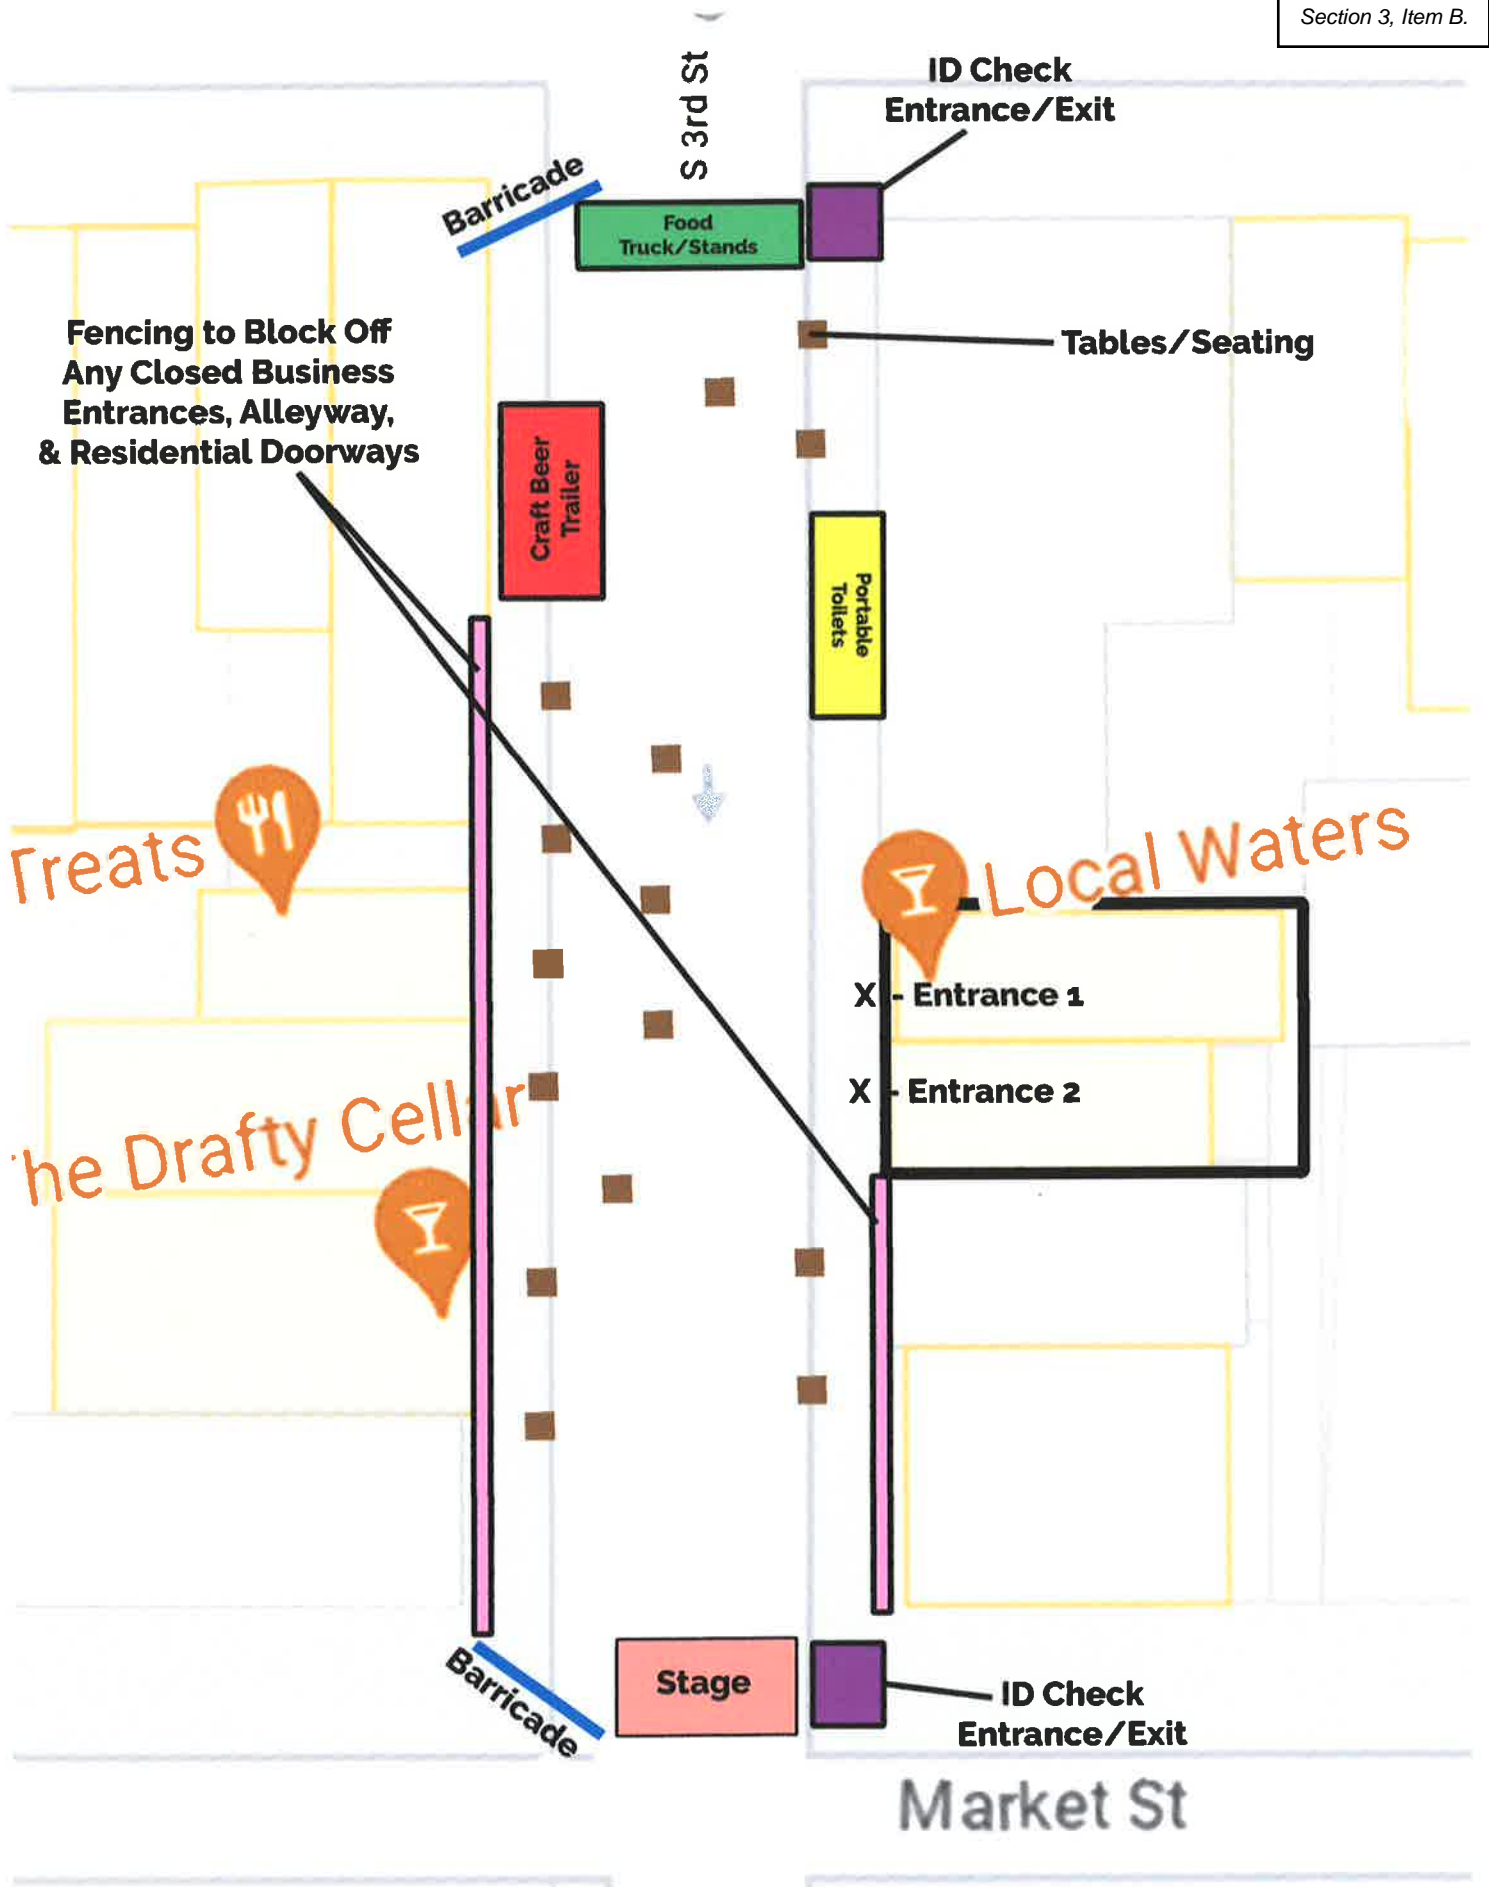 Section 3, Item B.
S 3rd St
ID Check
Entrance/Exit
Barricade
Food
Truck/Stands
Fencing to Block Off
Any Closed Business
Entrances, Alleyway,
& Residential Doorways
Tables/Seating
Craft Beer
Trailer
Portable
Toilets
Treats
Local Waters
X - Entrance 1
X - Entrance 2
he Drafty Cellar
Stage
Barricade
ID Check
Entrance/Exit
Market St